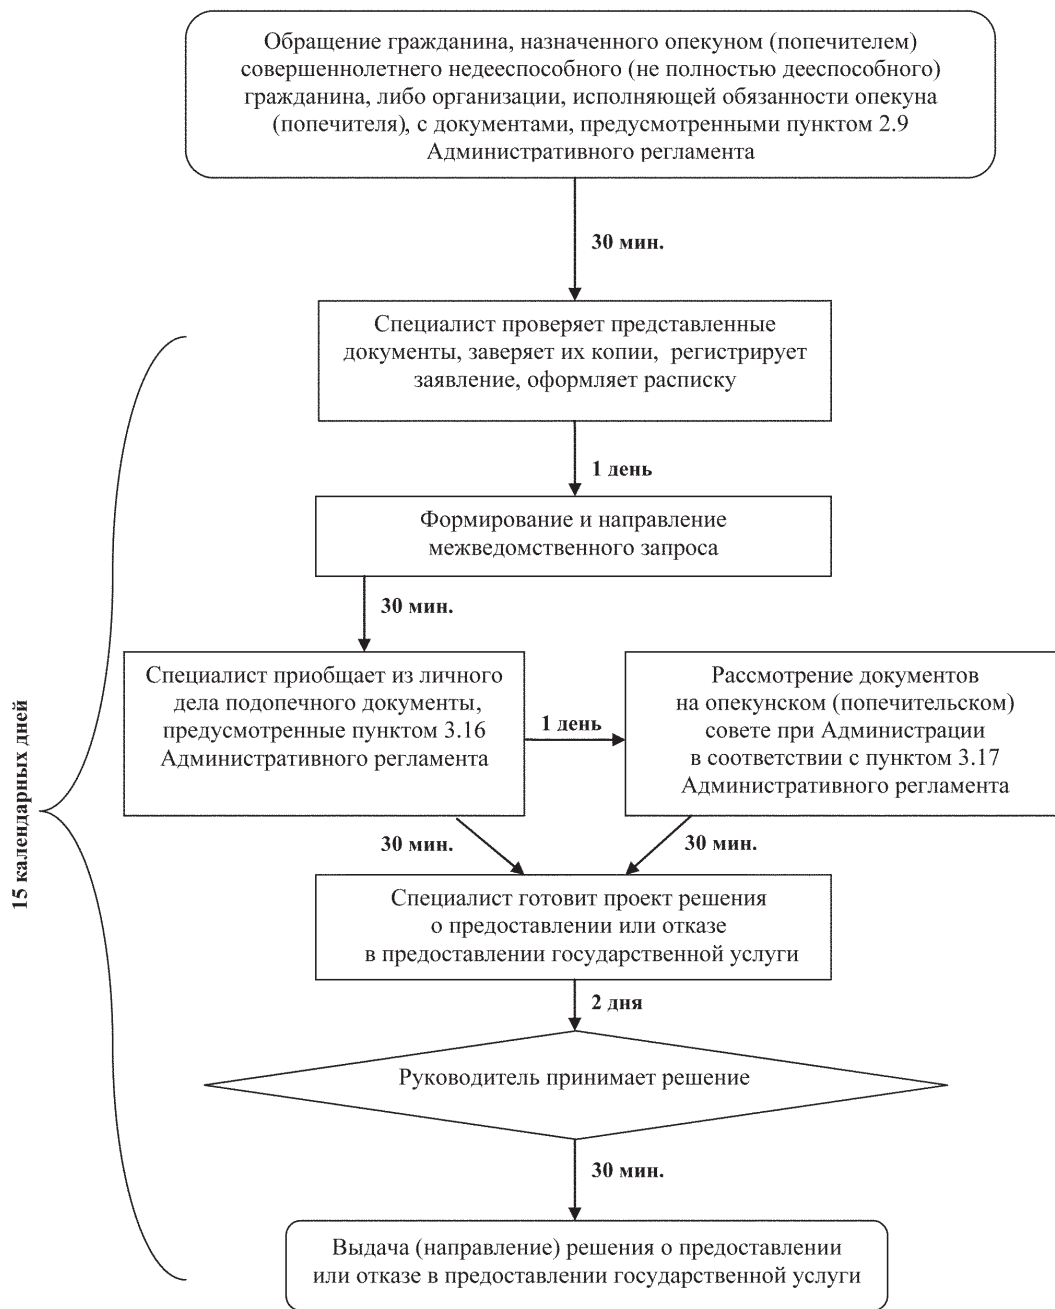 Обращение гражданина, назначенного опекуном (попечителем)
совершеннолетнего недееспособного (не полностью дееспособного)
гражданина, либо организации, исполняющей обязанности опекуна
(попечителя), с документами, предусмотренными пунктом 2.9
Административного регламента
30 мин.
Специалист проверяет представленные
документы, заверяет их копии, регистрирует
заявление, оформляет расписку
1 день
Формирование и направление
межведомственного запроса
30 мин.
Специалист приобщает из личного
дела подопечного документы,
предусмотренные пунктом 3.16
Административного регламента
1 день
Рассмотрение документов
на опекунском (попечительском)
совете при Администрации
в соответствии с пунктом 3.17
Административного регламента
15 календарных дней
30 мин.
30 мин.
Специалист готовит проект решения
о предоставлении или отказе
в предоставлении государственной услуги
2 дня
Руководитель принимает решение
30 мин.
Выдача (направление) решения о предоставлении
или отказе в предоставлении государственной услуги